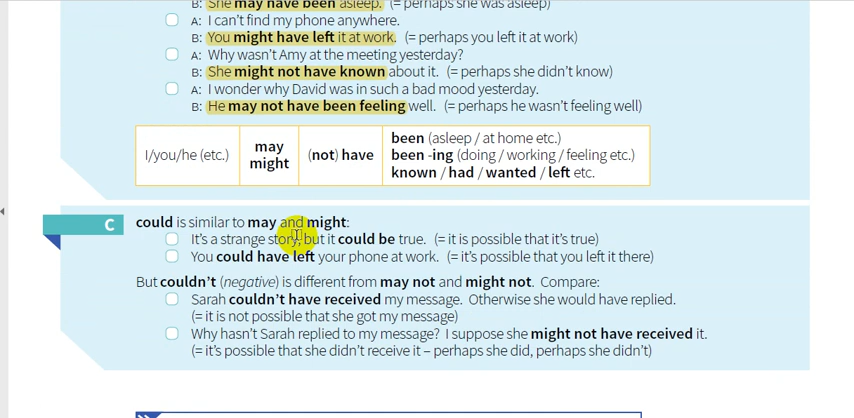 B: She may have been asleep. (= perhaps she was asleep)
A: I can't find my phone anywhere.
B: You might have left it at work. (= perhaps you left it at work)
A: Why wasn't Amy at the meeting yesterday?
B: She might not have known about it. (= perhaps she didn't know)
A: I wonder why David was in such a bad mood yesterday.
B: He may not have been feeling well. (= perhaps he wasn't feeling well)
I/you/he (etc.) may might (not) have been (asleep / at home etc.)
been -ing (doing / working / feeling etc.)
known / had / wanted / left etc.
C could is similar to may and might:
It's a strange story, but it could be true. (= it is possible that it's true)
You could have left your phone at work. (= it's possible that you left it there)
But couldn't (negative) is different from may not and might not. Compare:
Sarah couldn't have received my message. Otherwise she would have replied.
(= it is not possible that she got my message)
Why hasn't Sarah replied to my message? I suppose she might not have received it.
(= it's possible that she didn't receive it – perhaps she did, perhaps she didn't)